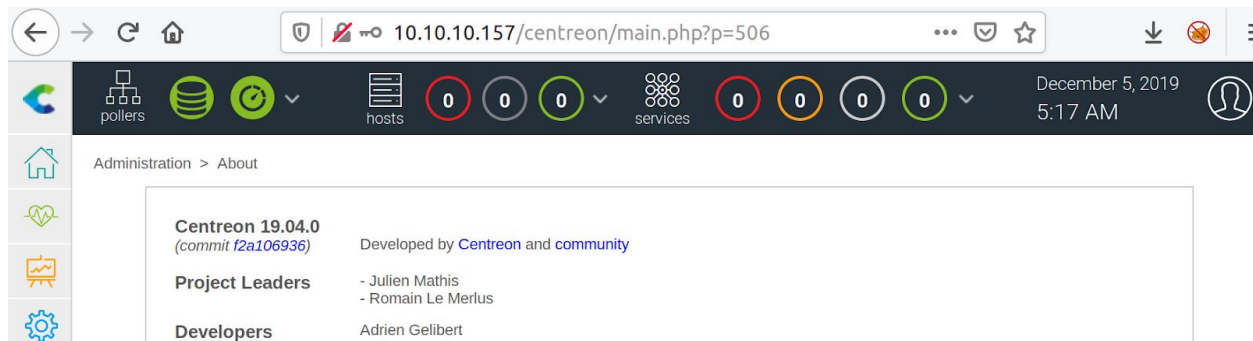 10.10.10.157/centreon/main.php?p=506
pollers
hosts
0
0
0
services
0
0
0
0
December 5, 2019
5:17 AM
Administration > About
Centreon 19.04.0
(commit f2a106936)
Developed by Centreon and community
Project Leaders
- Julien Mathis
- Romain Le Merlus
Developers
Adrien Gelibert